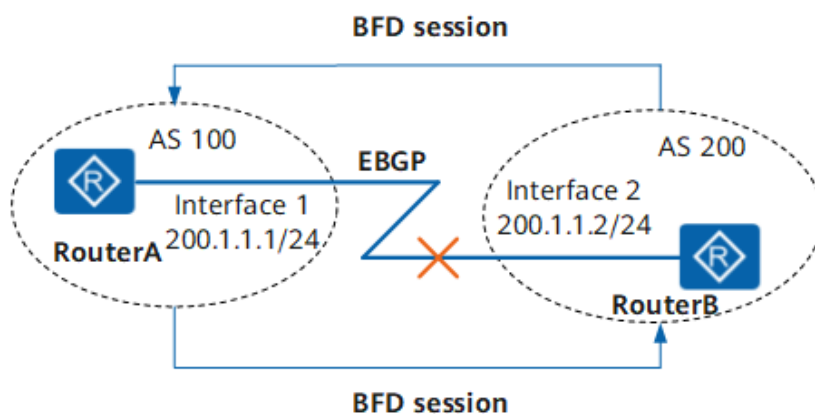 BFD session
AS 100
AS 200
EBGP
R
Interface 1
200.1.1.1/24
Interface 2
200.1.1.2/24
RouterA
R
RouterB
BFD session